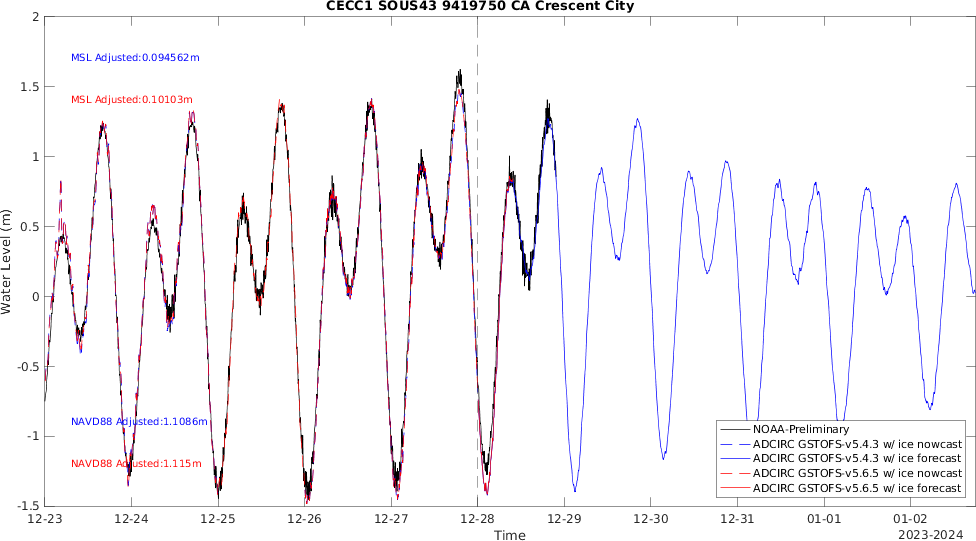 CECC1 SOUS43 9419750 CA Crescent City
2
1.5
1
0.5
0
-0.5
-1
-1.5
Water Level (m)
MSL Adjusted:0.094562m
MSL Adjusted:0.10103m
NAVD88 Adjusted:1.1086m
NAVD88 Adjusted:1.115m
NOAA-Preliminary
ADCIRC GSTOFS-v5.4.3 w/ ice nowcast
ADCIRC GSTOFS-v5.4.3 w/ ice forecast
ADCIRC GSTOFS-v5.6.5 w/ ice nowcast
ADCIRC GSTOFS-v5.6.5 w/ ice forecast
12-23 12-24 12-25 12-26 12-27 12-28 12-29 12-30 12-31 01-01 01-02
Time
2023-2024